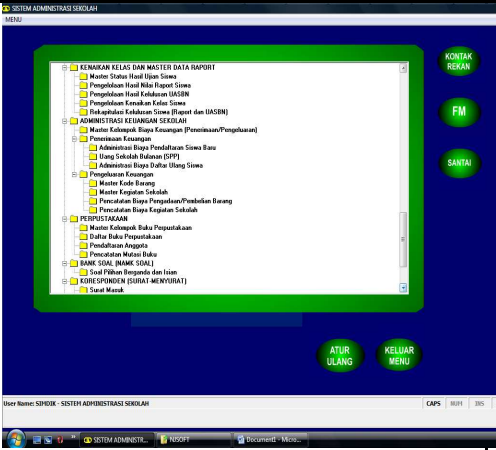 SISTEM ADMINISTRASI SEKOLAH
MENU
KENAIKAN KELAS DAN MASTER DATA RAPORT
Master Status Hasil Ujian Siswa
Pengelolaan Hasil Nilai Raport Siswa
Pengelolaan Hasil Kelulusan UASBN
Pengelolaan Kenaikan Kelas Siswa
Rekapitulasi Kelulusan Siswa (Raport dan UASBN)
ADMINISTRASI KEUANGAN SEKOLAH
Master Kelompok Biaya Keuangan (Penerimaan/Pengeluaran)
Penerimaan Keuangan
Administrasi Biaya Pendaftaran Siswa Baru
Uang Sekolah Bulanan (SPP)
Administrasi Biaya Daftar Ulang Siswa
Pengeluaran Keuangan
Master Kode Barang
Master Kegiatan Sekolah
Pencatatan Biaya Pengadaan/Pembelian Barang
Pencatatan Biaya Kegiatan Sekolah
PERPUSTAKAAN
Master Kelompok Buku Perpustakaan
Daftar Buku Perpustakaan
Pendaftaran Anggota
Pencatatan Mutasi Buku
BANK SOAL (NAMK SOAL)
Soal Pilihan Berganda dan Isian
KORESPONDEN (SURAT-MENYURAT)
Surat Masuk
KONTAK
REKAN
FM
SANTAI
ATUR
ULANG
KELUAR
MENU
User Name: SIMDIK - SISTEM ADMINISTRASI SEKOLAH
CAPS NUM INS
SISTEM ADMINISTR... NJSOFT Document1 - Micro...